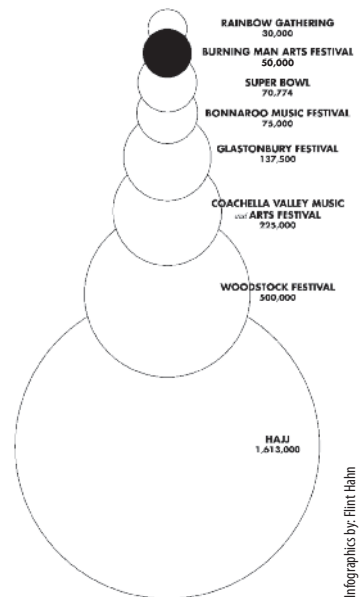 RAINBOW GATHERING
30,000
BURNING MAN ARTS FESTIVAL
50,000
SUPER BOWL
70,774
BONNAROO MUSIC FESTIVAL
75,000
GLASTONBURY FESTIVAL
137,500
COACHELLA VALLEY MUSIC
and ARTS FESTIVAL
225,000
WOODSTOCK FESTIVAL
500,000
HAJJ
1,613,000
Infographics by: Flint Hahn